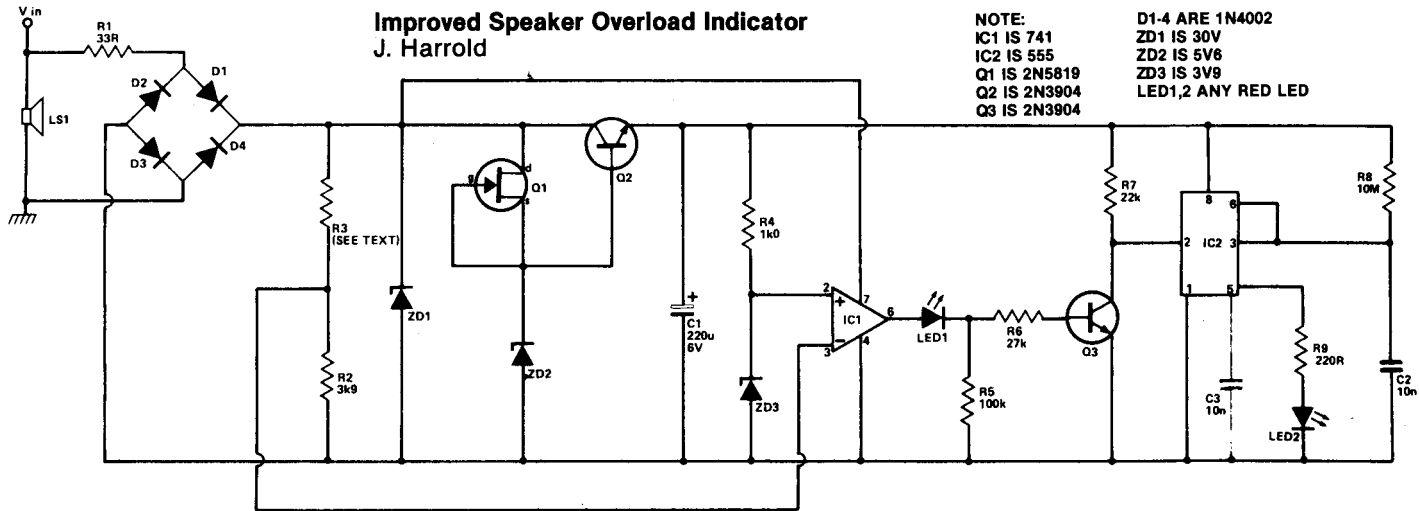 Improved Speaker Overload Indicator
J. Harrold
NOTE:
IC1 IS 741
IC2 IS 555
Q1 IS 2N5819
Q2 IS 2N3904
Q3 IS 2N3904
D1-4 ARE 1N4002
ZD1 IS 30V
ZD2 IS 5V6
ZD3 IS 3V9
LED1,2 ANY RED LED
V in
R1
33R
LS1
D2
D1
D3
D4
R3
(SEE TEXT)
R2
3k9
ZD1
g
d
s
Q1
Q2
ZD2
+
C1
220u
6V
R4
1k0
ZD3
2
+
3
−
IC1
7
6
4
LED1
R5
100k
R6
27k
Q3
R7
22k
8
6
2
IC2
3
1
5
C3
10n
R9
220R
LED2
R8
10M
C2
10n